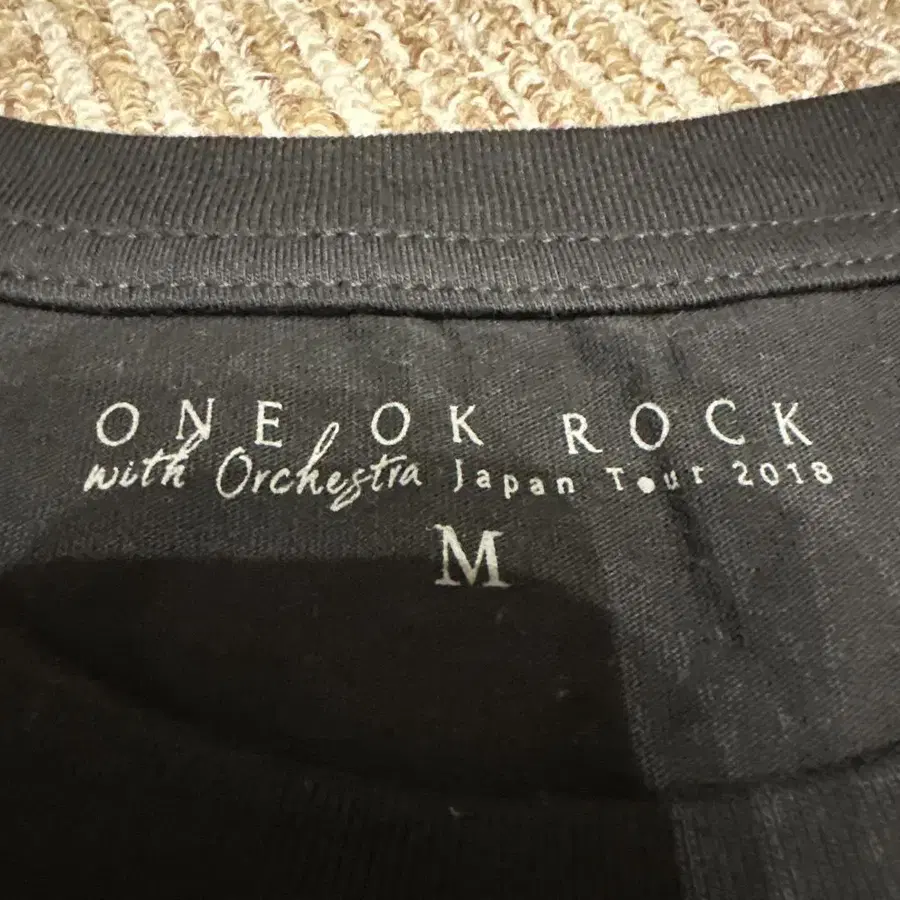 ONE OK ROCK
with Orchestra Japan Tour 2018
M